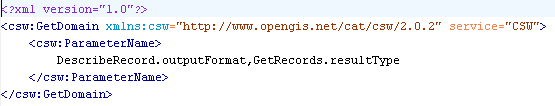 <?xml version="1.0"?>
<csw:GetDomain xmlns:csw="http://www.opengis.net/cat/csw/2.0.2" service="CSW">
    <csw:ParameterName>
        DescribeRecord.outputFormat,GetRecords.resultType
    </csw:ParameterName>
</csw:GetDomain>